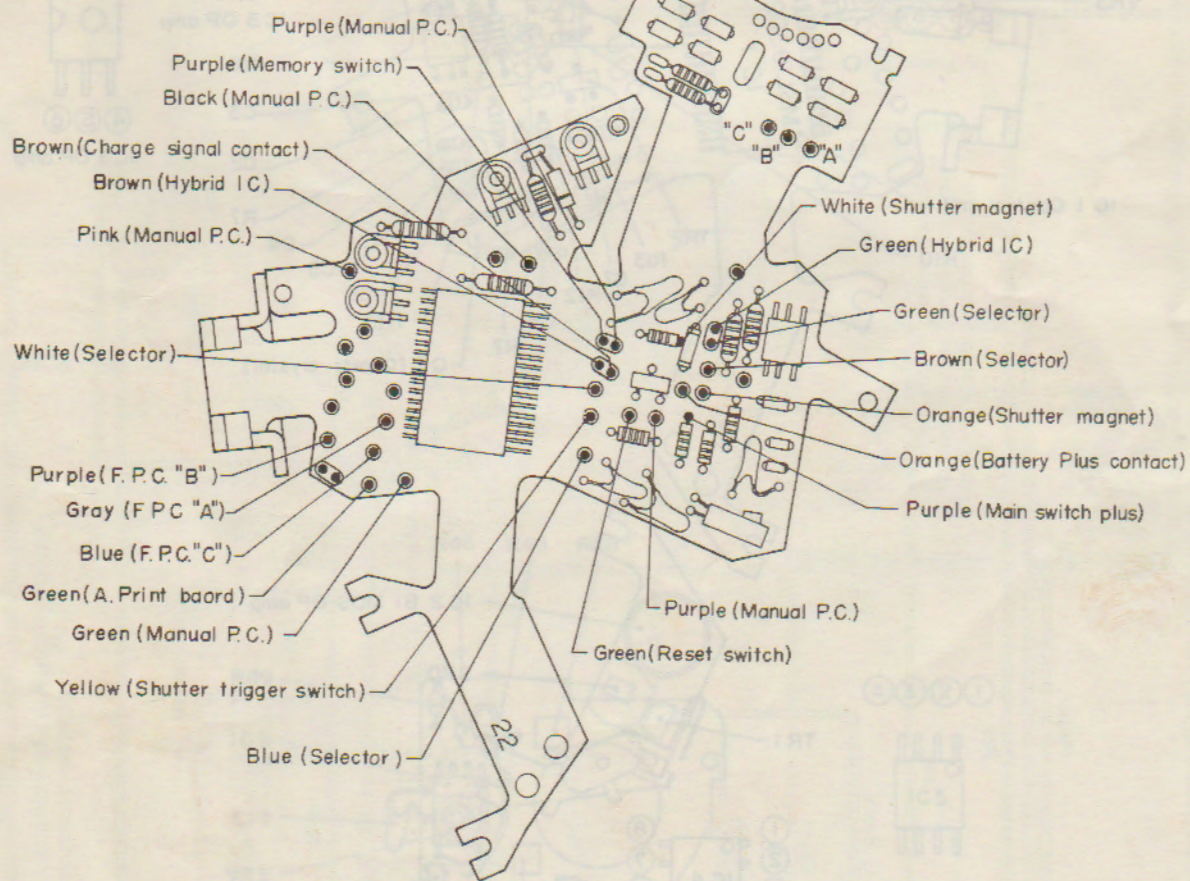 Purple (Manual P.C.)
Purple (Memory switch)
Black (Manual P.C.)
Brown (Charge signal contact)
Brown (Hybrid IC)
Pink (Manual P.C.)
White (Selector)
Purple (F.P.C. "B")
Gray (F P C "A")
Blue (F.P.C. "C")
Green (A. Print baord)
Green (Manual P.C.)
Yellow (Shutter trigger switch)
Blue (Selector)
"C"
"B"
"A"
White (Shutter magnet)
Green (Hybrid IC)
Green (Selector)
Brown (Selector)
Orange (Shutter magnet)
Orange (Battery Plus contact)
Purple (Main switch plus)
Purple (Manual P.C.)
Green (Reset switch)
22